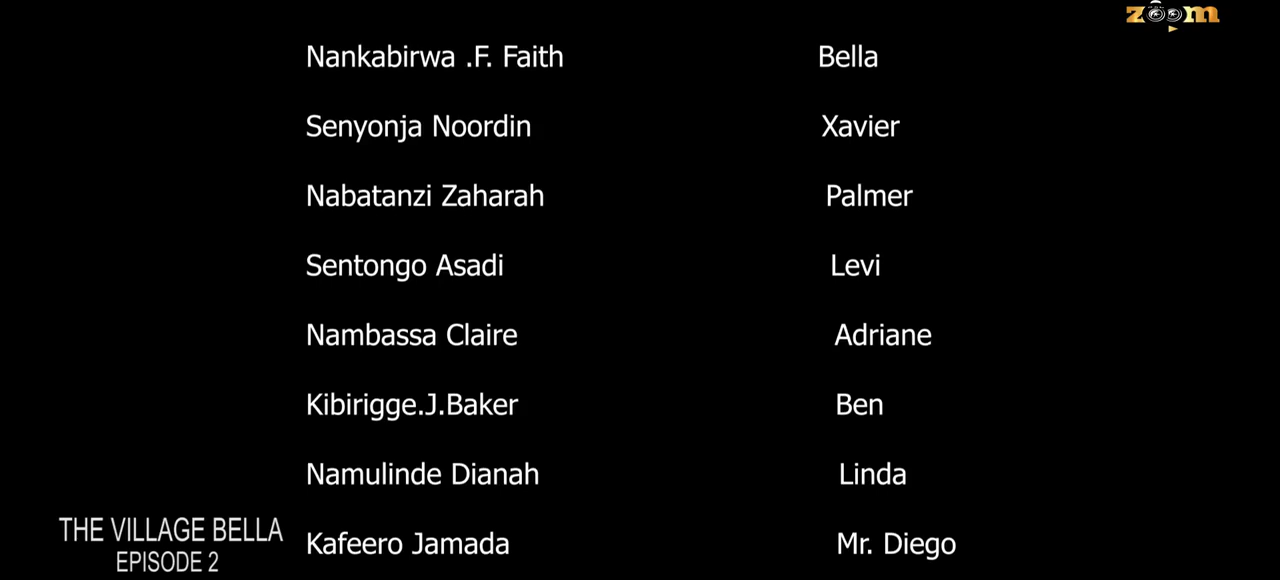 zoom
Nankabirwa .F. Faith Bella
Senyonja Noordin Xavier
Nabatanzi Zaharah Palmer
Sentongo Asadi Levi
Nambassa Claire Adriane
Kibirigge.J.Baker Ben
Namulinde Dianah Linda
THE VILLAGE BELLA
EPISODE 2
Kafeero Jamada Mr. Diego